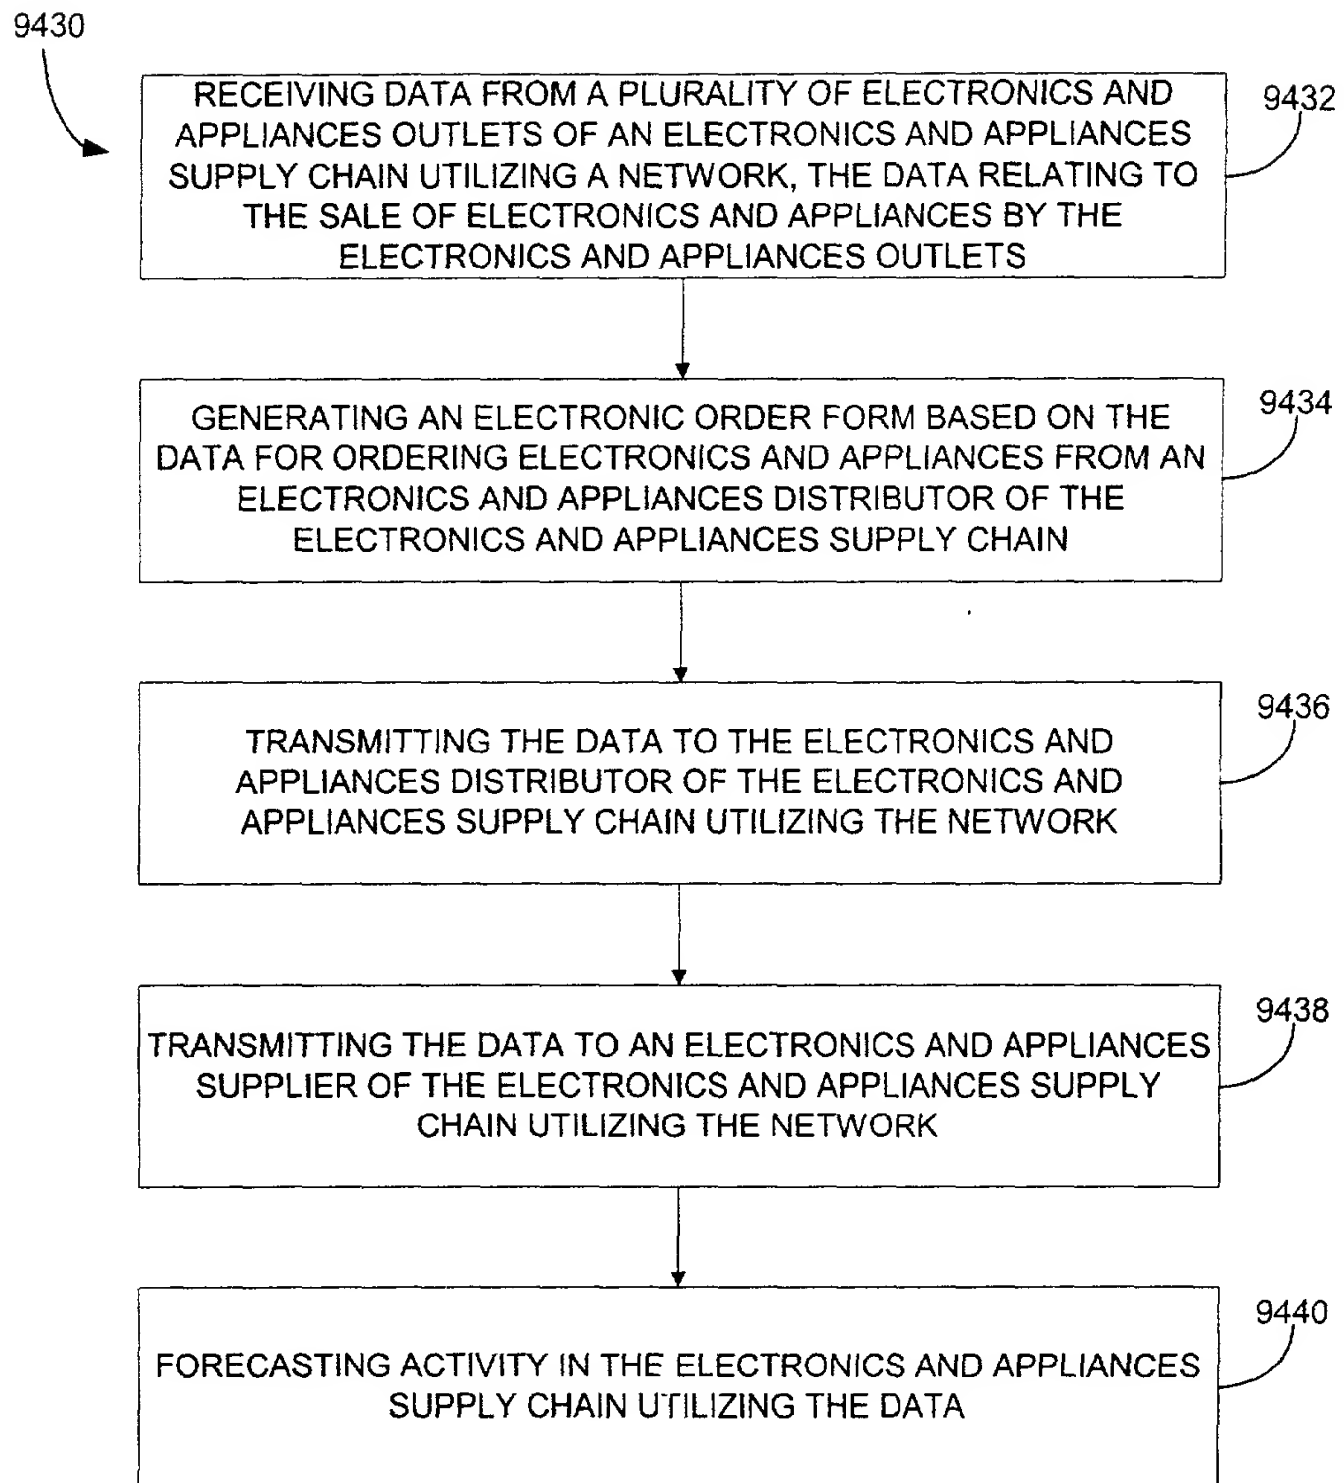 9430
RECEIVING DATA FROM A PLURALITY OF ELECTRONICS AND
APPLIANCES OUTLETS OF AN ELECTRONICS AND APPLIANCES
SUPPLY CHAIN UTILIZING A NETWORK, THE DATA RELATING TO
THE SALE OF ELECTRONICS AND APPLIANCES BY THE
ELECTRONICS AND APPLIANCES OUTLETS
9432
GENERATING AN ELECTRONIC ORDER FORM BASED ON THE
DATA FOR ORDERING ELECTRONICS AND APPLIANCES FROM AN
ELECTRONICS AND APPLIANCES DISTRIBUTOR OF THE
ELECTRONICS AND APPLIANCES SUPPLY CHAIN
9434
TRANSMITTING THE DATA TO THE ELECTRONICS AND
APPLIANCES DISTRIBUTOR OF THE ELECTRONICS AND
APPLIANCES SUPPLY CHAIN UTILIZING THE NETWORK
9436
TRANSMITTING THE DATA TO AN ELECTRONICS AND APPLIANCES
SUPPLIER OF THE ELECTRONICS AND APPLIANCES SUPPLY
CHAIN UTILIZING THE NETWORK
9438
FORECASTING ACTIVITY IN THE ELECTRONICS AND APPLIANCES
SUPPLY CHAIN UTILIZING THE DATA
9440